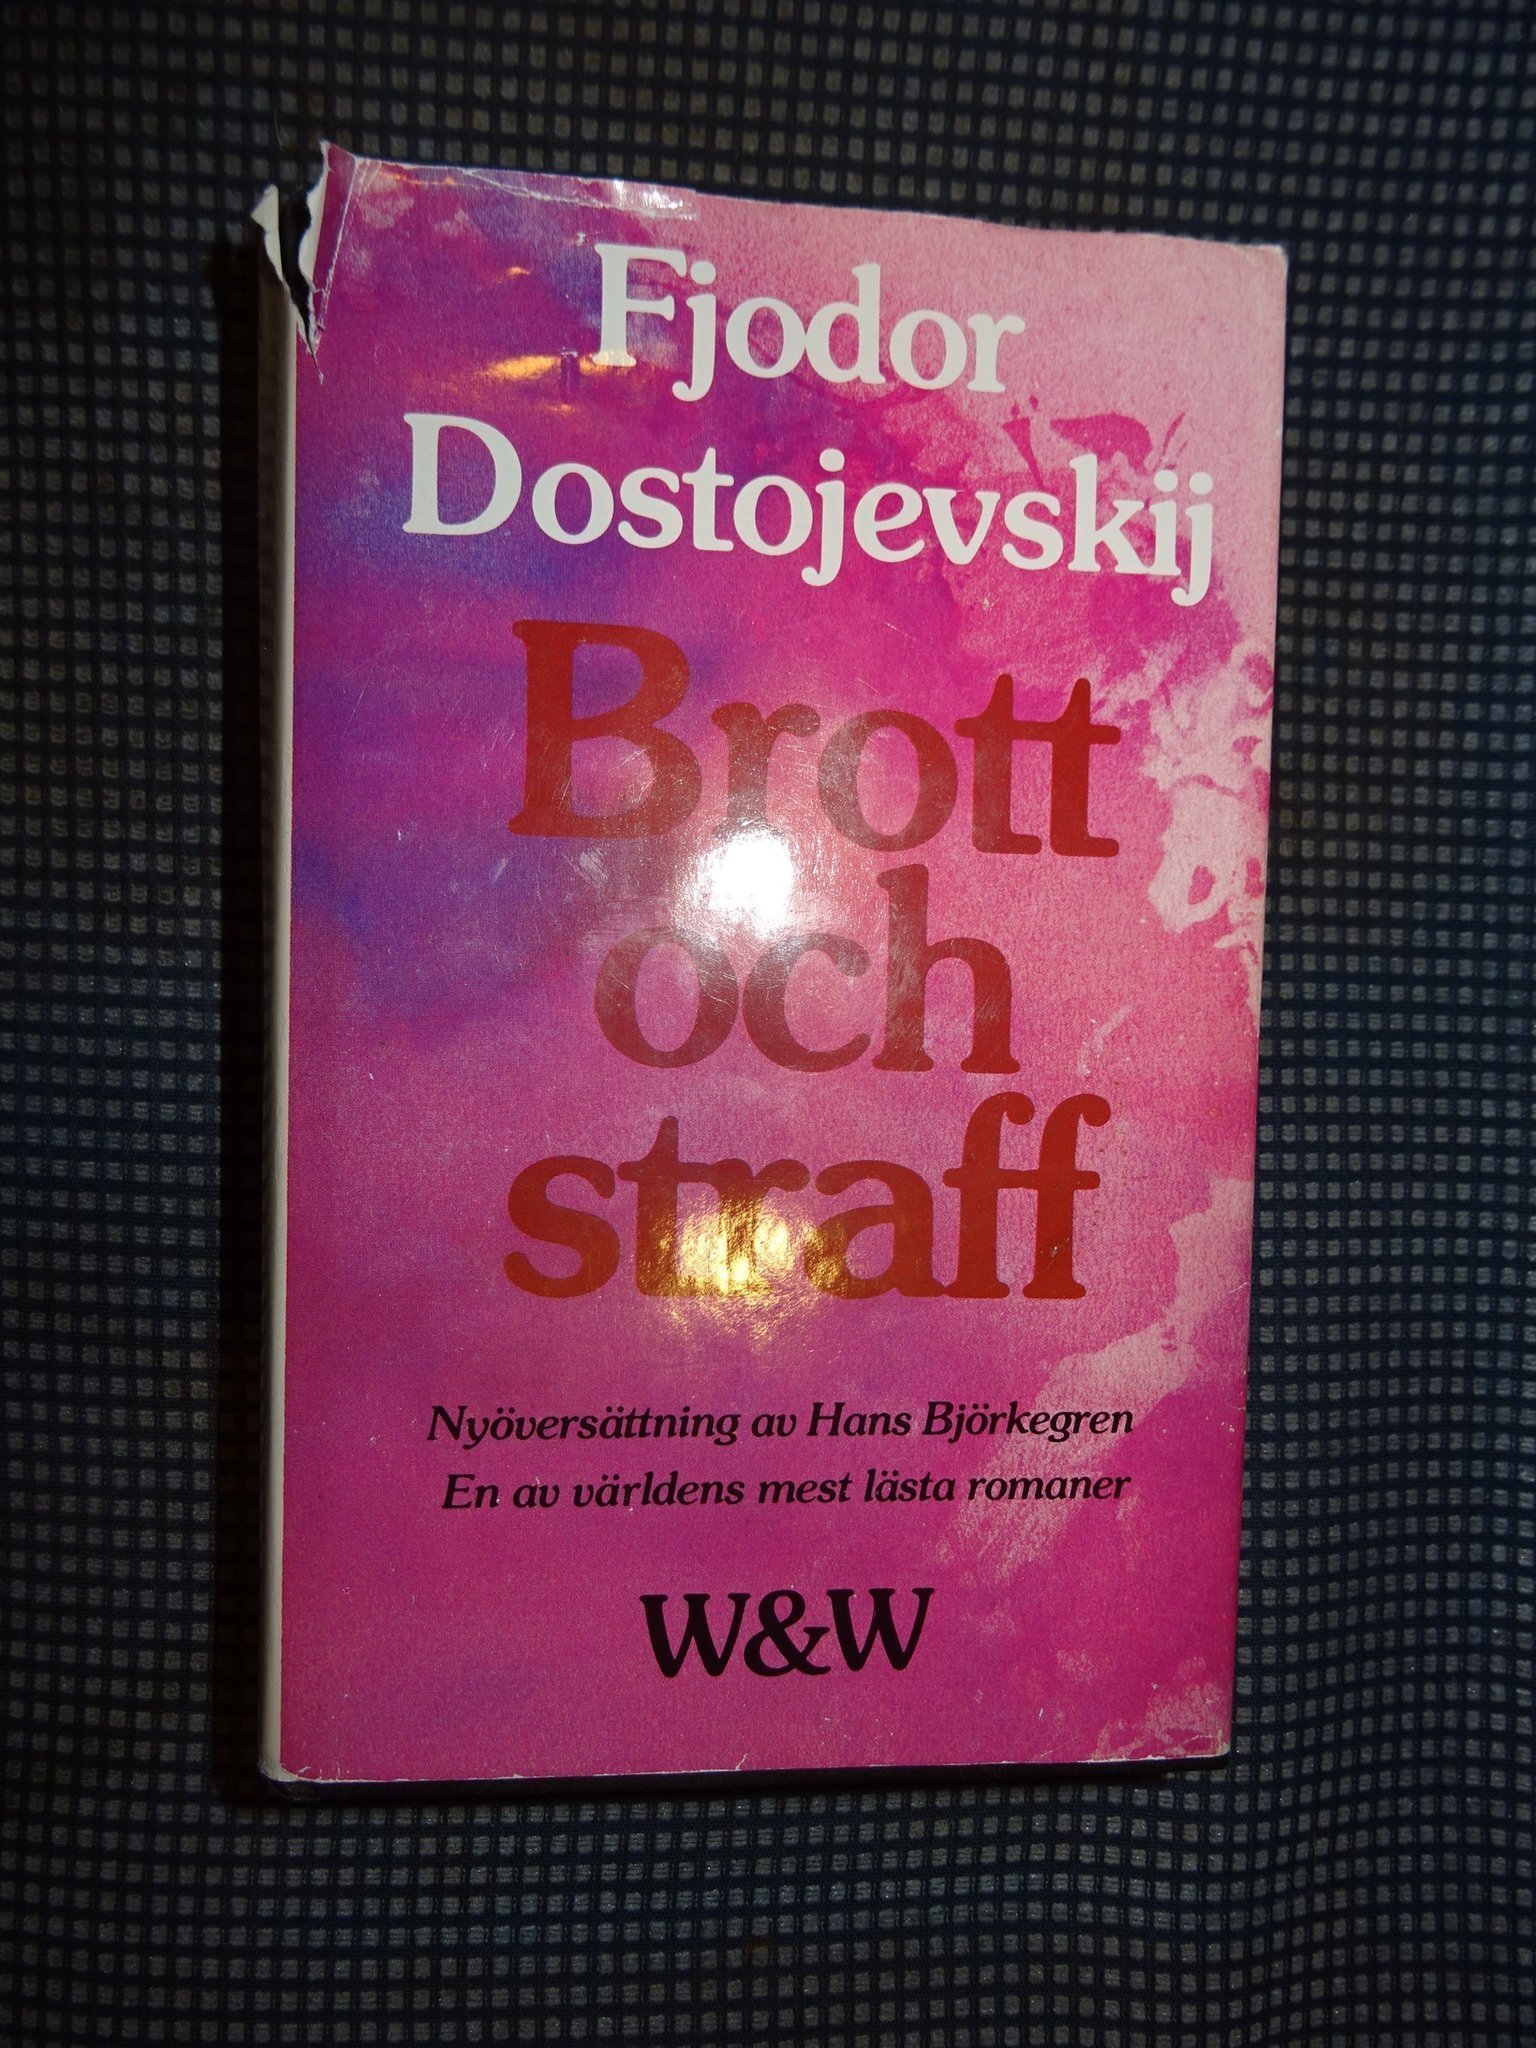 Fjodor
Dostojevskij
Brott
och
straff
Nyöversättning av Hans Björkegren
En av världens mest lästa romaner
W&W